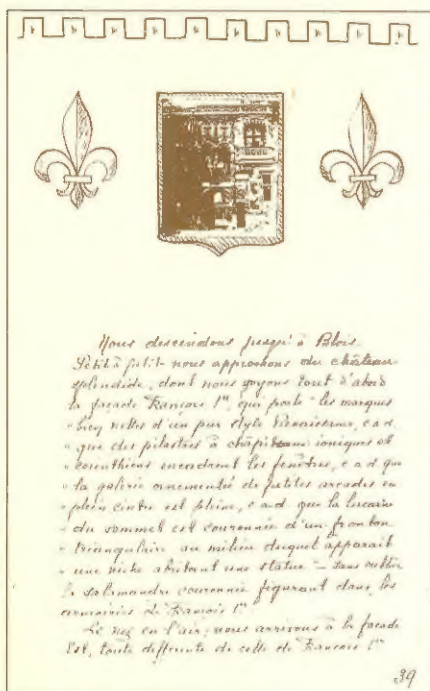 Nous descendons jusqu'à Blois.
Petit à petit nous approchons du château
splendide, dont nous voyons tout d'abord
la façade François Ier, qui porte les marques
bien nettes d'un pur style Renaissance, c.a.d.
que des pilastres à chapiteaux ioniques et
corinthiens encadrent les fenêtres, c.a.d que
la galerie ornementée de petites arcades en
plein cintre est pleine, c.a.d. que la lucarne
du sommet est couronnée d'un fronton
triangulaire au milieu duquel apparait
une niche abritant une statue - sans oublier
la salamandre couronnée figurant dans les
armoiries de François Ier
Le nez en l'air, nous arrivons à la façade
Est, toute différente de celle de François Ier
39